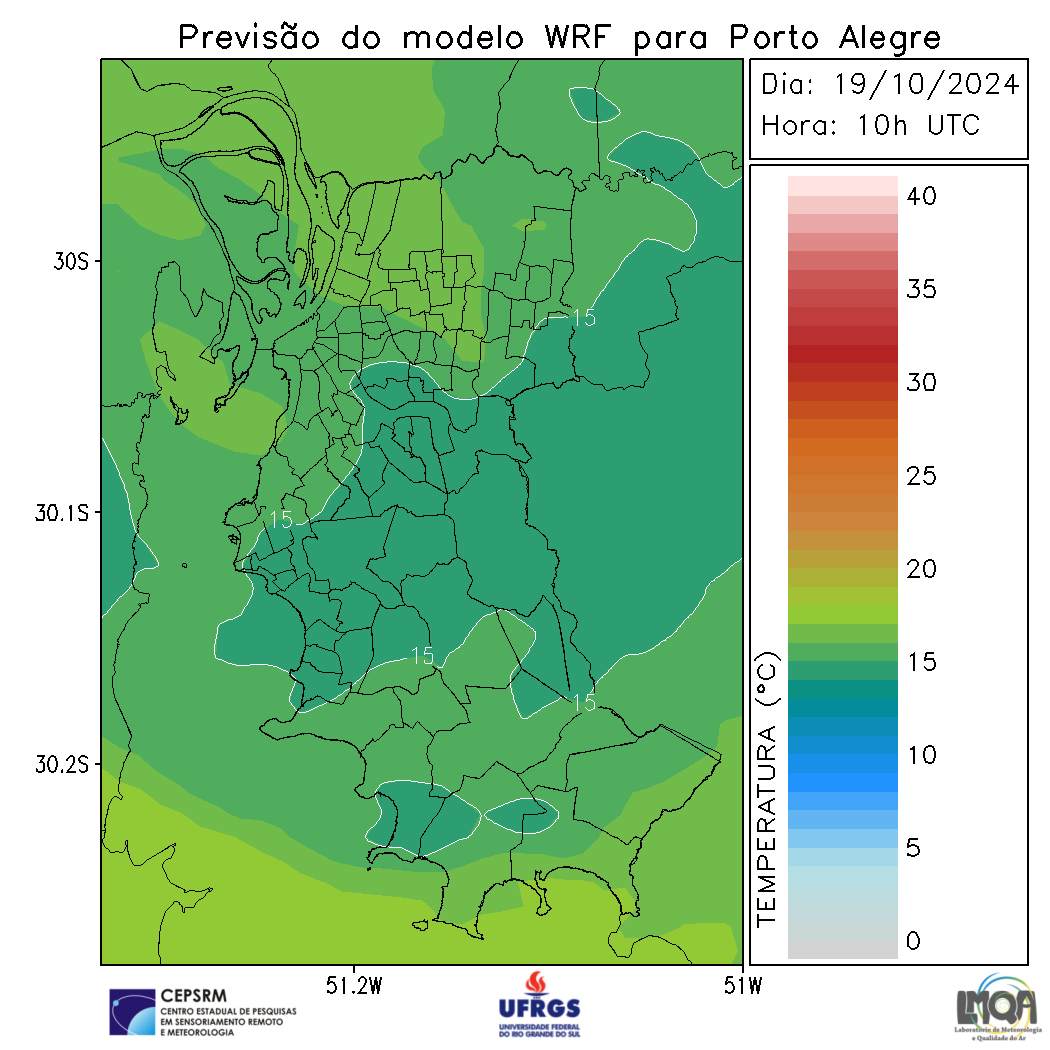 Previsão do modelo WRF para Porto Alegre
Dia: 19/10/2024
Hora: 10h UTC
40
35
30
25
20
15
10
5
0
TEMPERATURA (°C)
30S
30.1S
30.2S
51.2W
51W
15
15
15
15
CEPSRM
CENTRO ESTADUAL DE PESQUISAS
EM SENSORIAMENTO REMOTO
E METEOROLOGIA
UFRGS
UNIVERSIDADE FEDERAL
DO RIO GRANDE DO SUL
LMQA
Laboratório de Meteorologia
e Qualidade do Ar